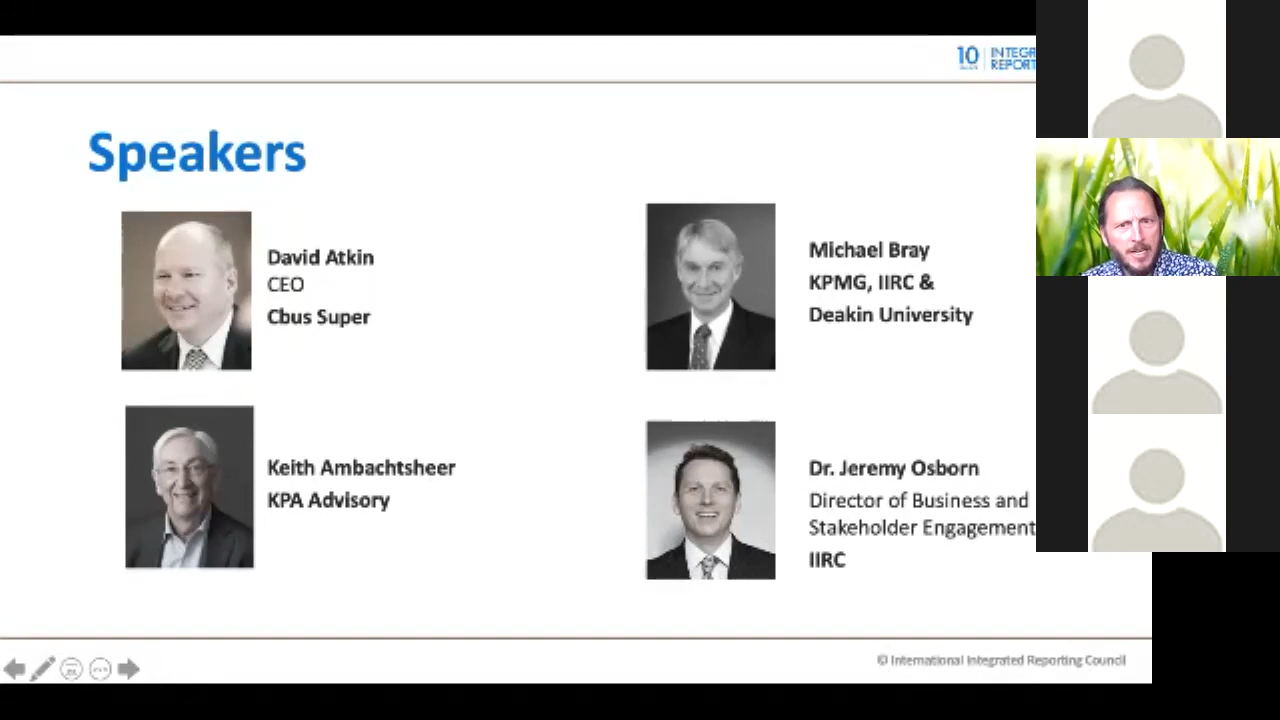 10
INTEGR
REPORT
Speakers
David Atkin
CEO
Cbus Super
Michael Bray
KPMG, IIRC &
Deakin University
Keith Ambachtsheer
KPA Advisory
Dr. Jeremy Osborn
Director of Business and
Stakeholder Engagement
IIRC
© International Integrated Reporting Council